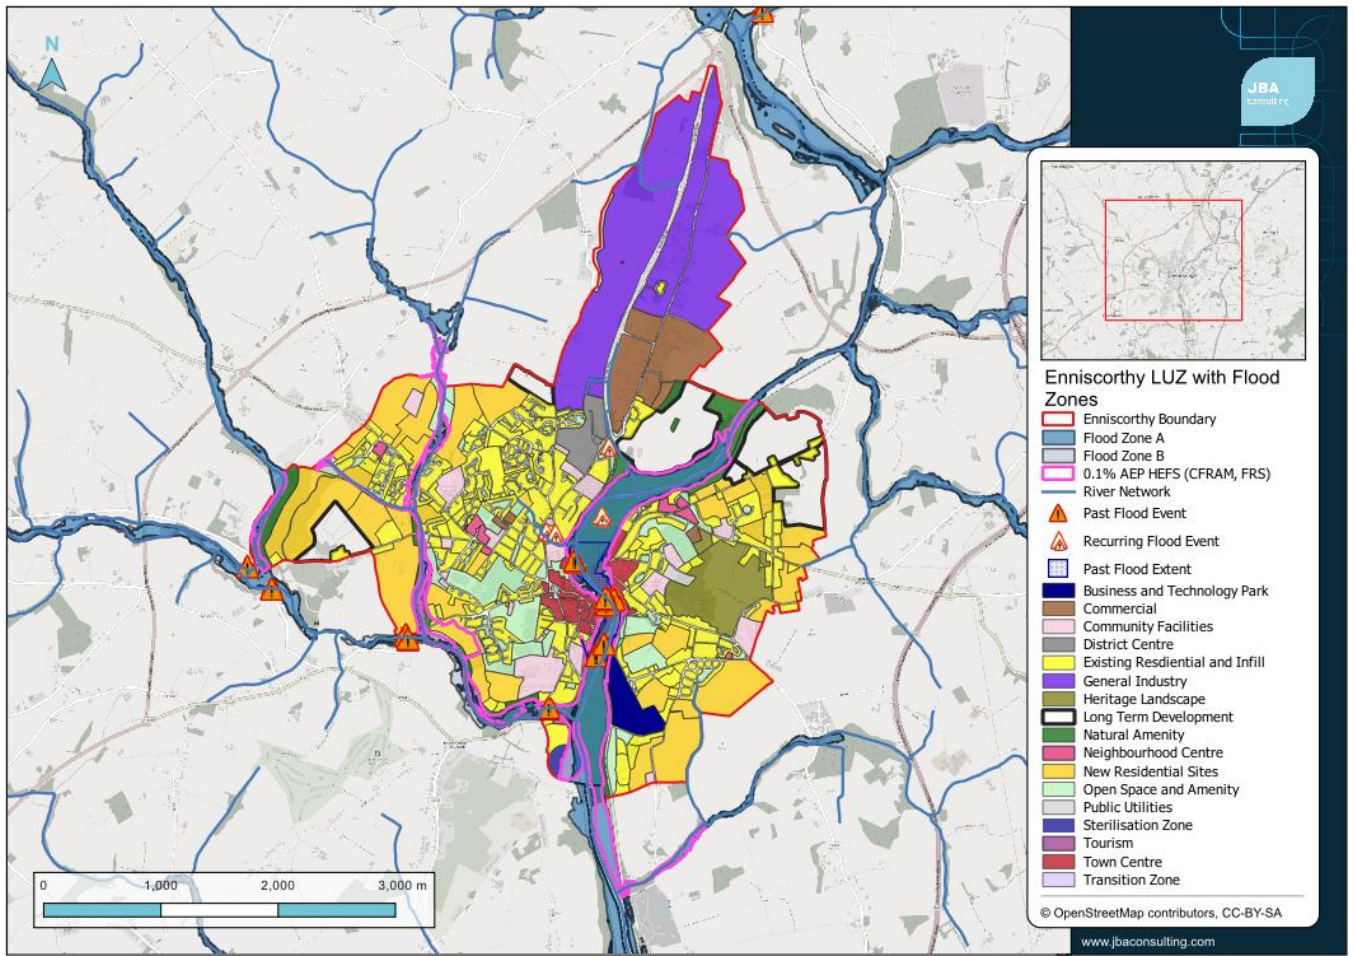 N
JBA
consulting
Enniscorthy LUZ with Flood
Zones
Enniscorthy Boundary
Flood Zone A
Flood Zone B
0.1% AEP HEFS (CFRAM, FRS)
River Network
Past Flood Event
Recurring Flood Event
Past Flood Extent
Business and Technology Park
Commercial
Community Facilities
District Centre
Existing Resdiential and Infill
General Industry
Heritage Landscape
Long Term Development
Natural Amenity
Neighbourhood Centre
New Residential Sites
Open Space and Amenity
Public Utilities
Sterilisation Zone
Tourism
Town Centre
Transition Zone
0 1,000 2,000 3,000 m
© OpenStreetMap contributors, CC-BY-SA
www.jbaconsulting.com